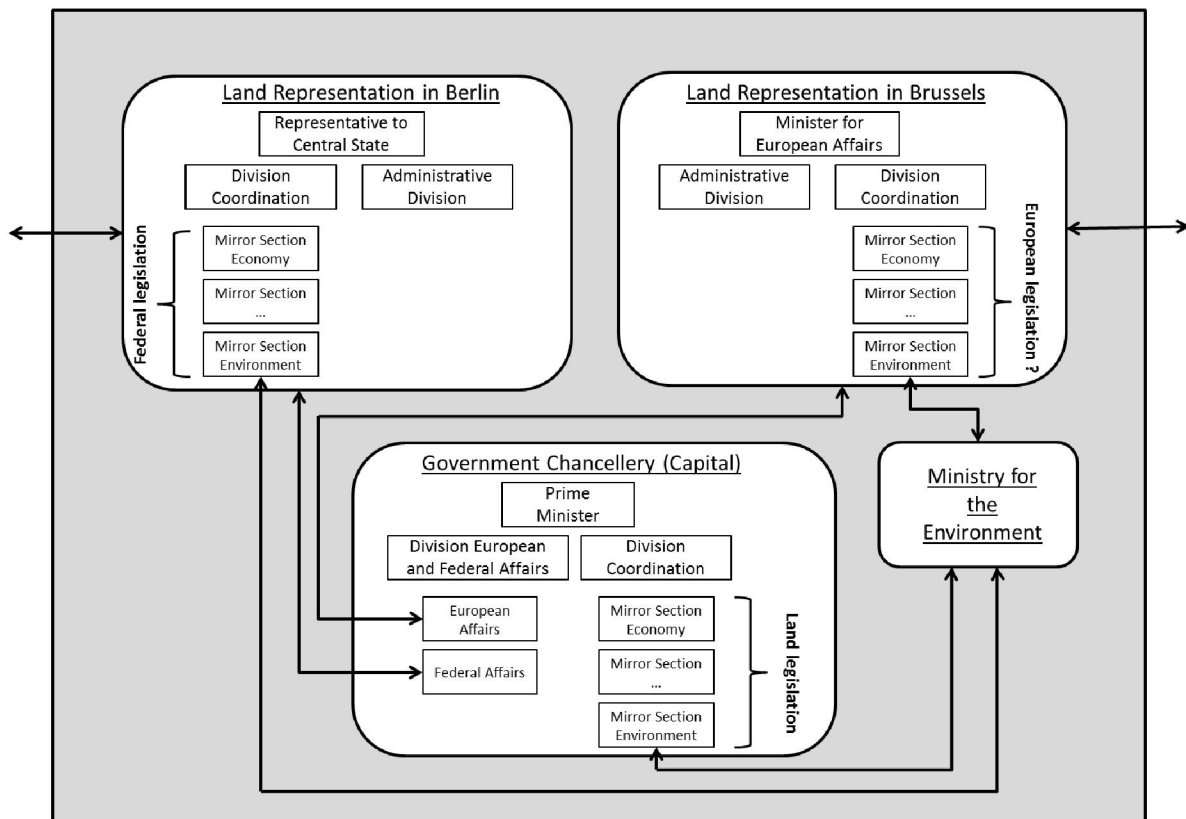 Land Representation in Berlin
Representative to
Central State
Division
Coordination
Administrative
Division
Federal legislation
Mirror Section
Economy
Mirror Section
...
Mirror Section
Environment
Land Representation in Brussels
Minister for
European Affairs
Administrative
Division
Division
Coordination
Mirror Section
Economy
Mirror Section
...
Mirror Section
Environment
European legislation ?
Government Chancellery (Capital)
Prime
Minister
Division European
and Federal Affairs
Division
Coordination
European
Affairs
Federal Affairs
Mirror Section
Economy
Mirror Section
...
Mirror Section
Environment
Land legislation
Ministry for
the
Environment